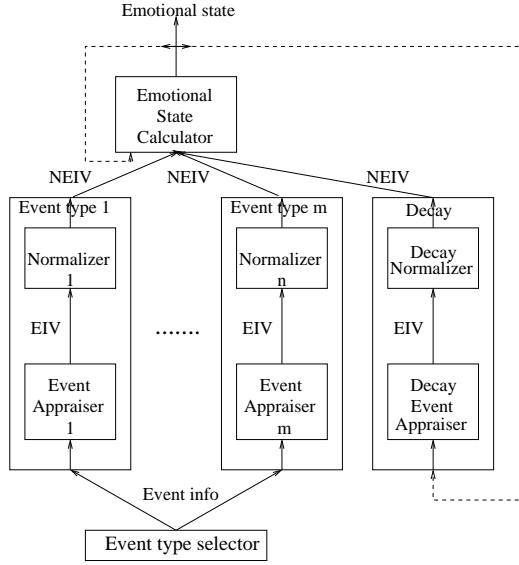 Emotional state
Emotional
State
Calculator
NEIV
NEIV
NEIV
Event type 1
Event type m
Decay
Normalizer
1
Normalizer
n
Decay
Normalizer
EIV
.......
EIV
EIV
Event
Appraiser
1
Event
Appraiser
m
Decay
Event
Appraiser
Event info
Event type selector